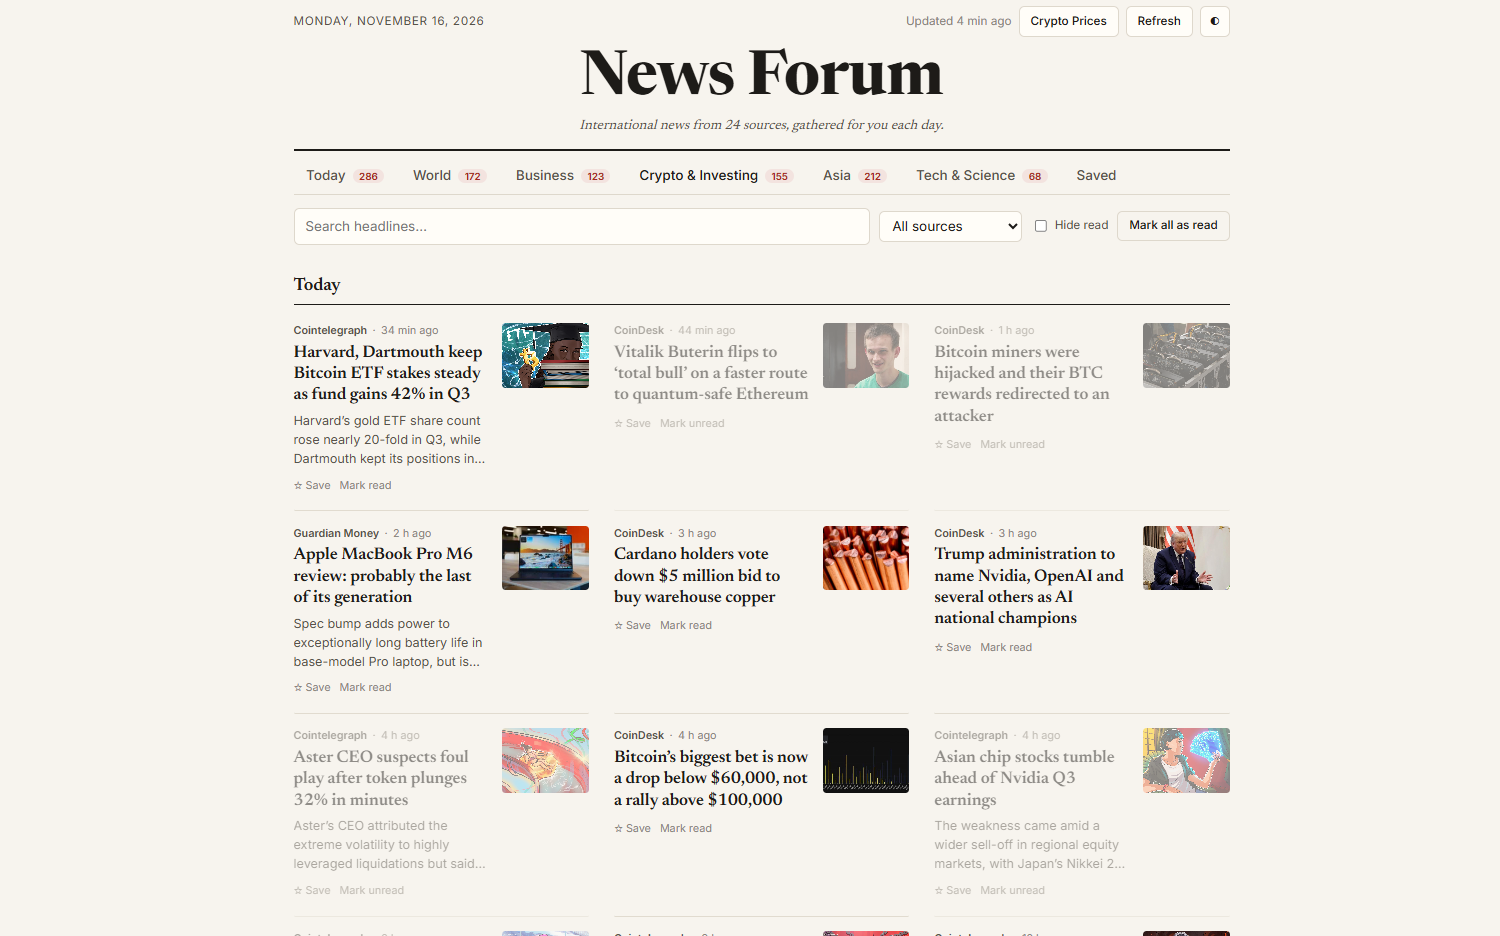 MONDAY, NOVEMBER 16, 2026
Updated 4 min ago
Crypto Prices
Refresh
News Forum
International news from 24 sources, gathered for you each day.
Today 286
World 172
Business 123
Crypto & Investing 155
Asia 212
Tech & Science 68
Saved
Search headlines...
All sources
Hide read
Mark all as read
Today
Cointelegraph · 34 min ago
Harvard, Dartmouth keep
Bitcoin ETF stakes steady
as fund gains 42% in Q3
Harvard’s gold ETF share count
rose nearly 20-fold in Q3, while
Dartmouth kept its positions in...
☆ Save Mark read
CoinDesk · 44 min ago
Vitalik Buterin flips to
‘total bull’ on a faster route
to quantum-safe Ethereum
☆ Save Mark unread
CoinDesk · 1 h ago
Bitcoin miners were
hijacked and their BTC
rewards redirected to an
attacker
☆ Save Mark unread
Guardian Money · 2 h ago
Apple MacBook Pro M6
review: probably the last
of its generation
Spec bump adds power to
exceptionally long battery life in
base-model Pro laptop, but is...
☆ Save Mark read
CoinDesk · 3 h ago
Cardano holders vote
down $5 million bid to
buy warehouse copper
☆ Save Mark read
CoinDesk · 3 h ago
Trump administration to
name Nvidia, OpenAI and
several others as AI
national champions
☆ Save Mark read
Cointelegraph · 4 h ago
Aster CEO suspects foul
play after token plunges
32% in minutes
Aster’s CEO attributed the
extreme volatility to highly
leveraged liquidations but said...
☆ Save Mark unread
CoinDesk · 4 h ago
Bitcoin’s biggest bet is now
a drop below $60,000, not
a rally above $100,000
☆ Save Mark read
Cointelegraph · 4 h ago
Asian chip stocks tumble
ahead of Nvidia Q3
earnings
The weakness came amid a
wider sell-off in regional equity
markets, with Japan’s Nikkei 2...
☆ Save Mark unread